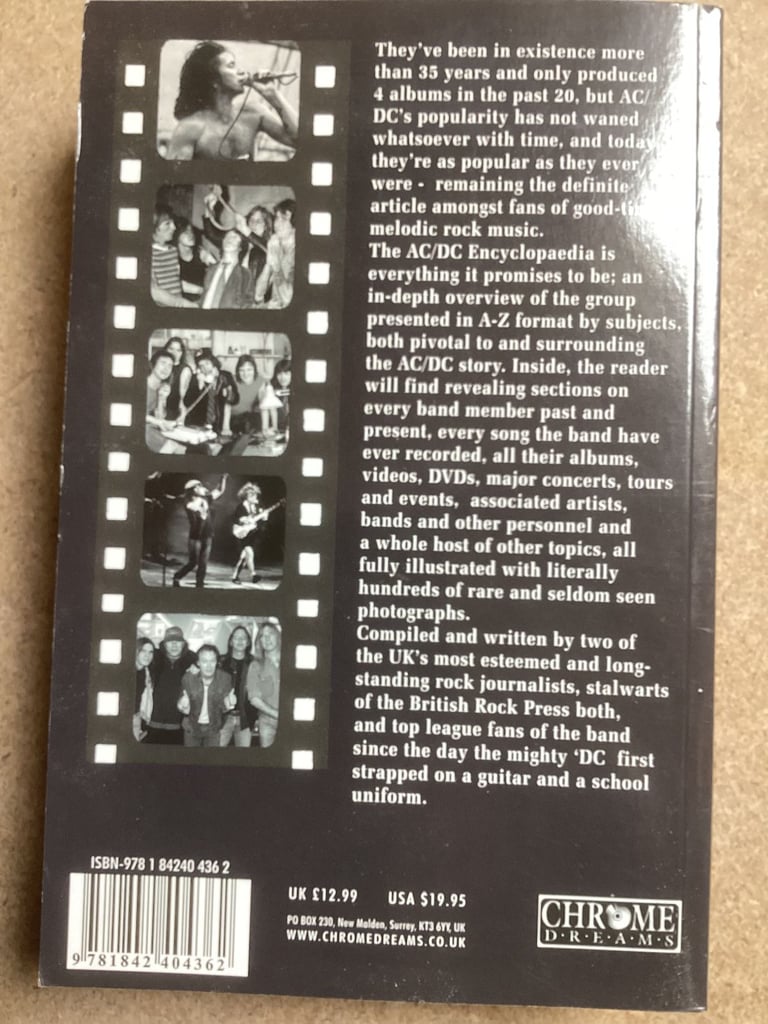 They've been in existence more
than 35 years and only produced
4 albums in the past 20, but AC/
DC's popularity has not waned
whatsoever with time, and today
they're as popular as they ever
were - remaining the definite
article amongst fans of
melodic rock music.
The AC/DC Encyclopaedia is
everything it promises to be; an
in-depth overview of the group
presented in A-Z format by subjects,
both pivotal to and surrounding
the AC/DC story. Inside, the reader
will find revealing sections on
every band member past and
present, every song the band have
ever recorded, all their albums,
videos, DVDs, major concerts, tours
and events, associated artists,
bands and other personnel and
a whole host of other topics, all
fully illustrated with literally
hundreds of rare and seldom seen
photographs.
Compiled and written by two of
the UK's most esteemed and long-
standing rock journalists, stalwarts
of the British Rock Press both,
and top league fans of the band
since the day the mighty 'DC first
strapped on a guitar and a school
uniform.
ISBN-978 1 84240 436 2
9 781842 404362
UK £12.99 USA $19.95
PO BOX 230, New Malden, Surrey, KT3 6YY, UK
WWW.CHROMEDREAMS.CO.UK
CHROME
D·R·E·A·M·S